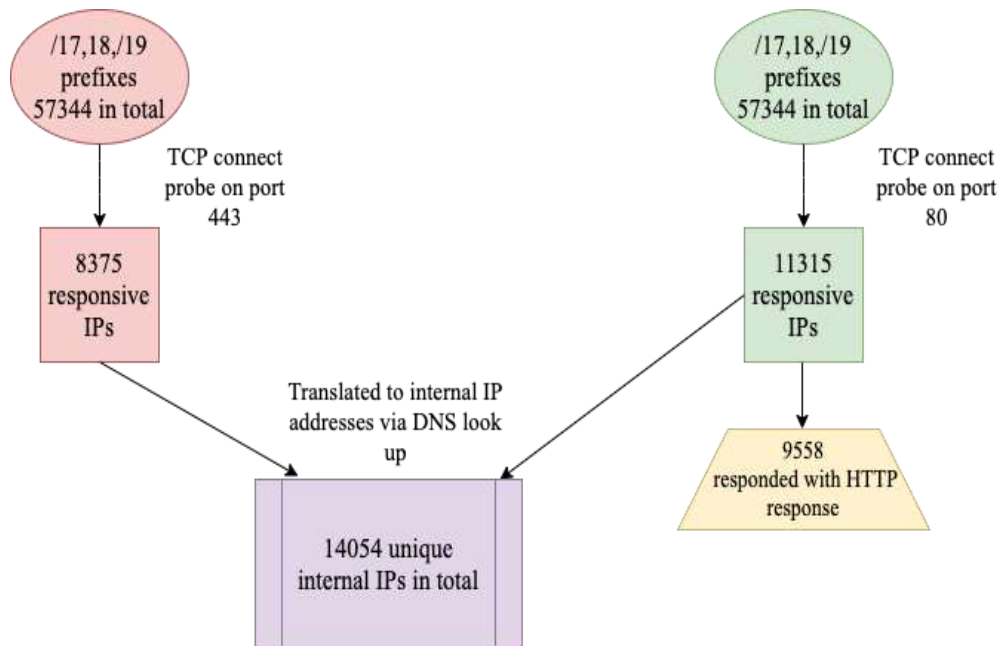 /17,18,/19
prefixes
57344 in total
TCP connect
probe on port
443
8375
responsive
IPs
/17,18,/19
prefixes
57344 in total
TCP connect
probe on port
80
11315
responsive
IPs
Translated to internal IP
addresses via DNS look
up
9558
responded with HTTP
response
14054 unique
internal IPs in total